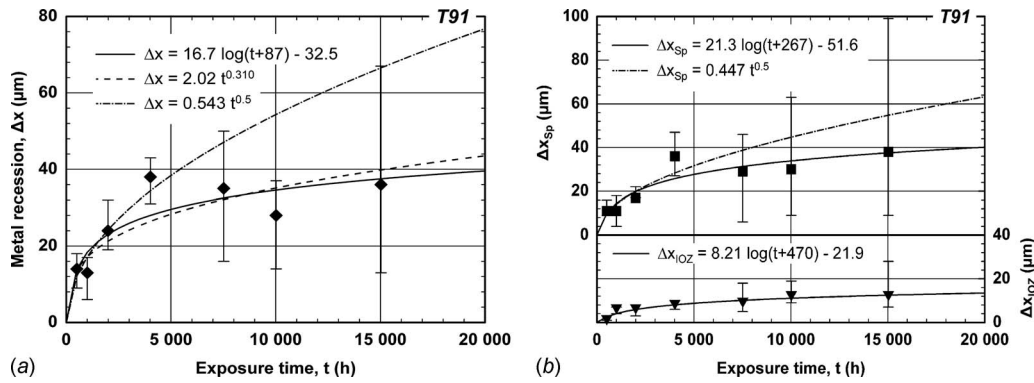 T91
Δx = 16.7 log(t+87) - 32.5
Δx = 2.02 t^0.310
Δx = 0.543 t^0.5
Metal recession, Δx (µm)
80
60
40
20
0
0 5 000 10 000 15 000 20 000
Exposure time, t (h)
(a)
T91
Δx_Sp = 21.3 log(t+267) - 51.6
Δx_Sp = 0.447 t^0.5
Δx_Sp (µm)
100
80
60
40
20
0
Δx_IOZ = 8.21 log(t+470) - 21.9
40
20
0
Δx_IOZ (µm)
0 5 000 10 000 15 000 20 000
Exposure time, t (h)
(b)